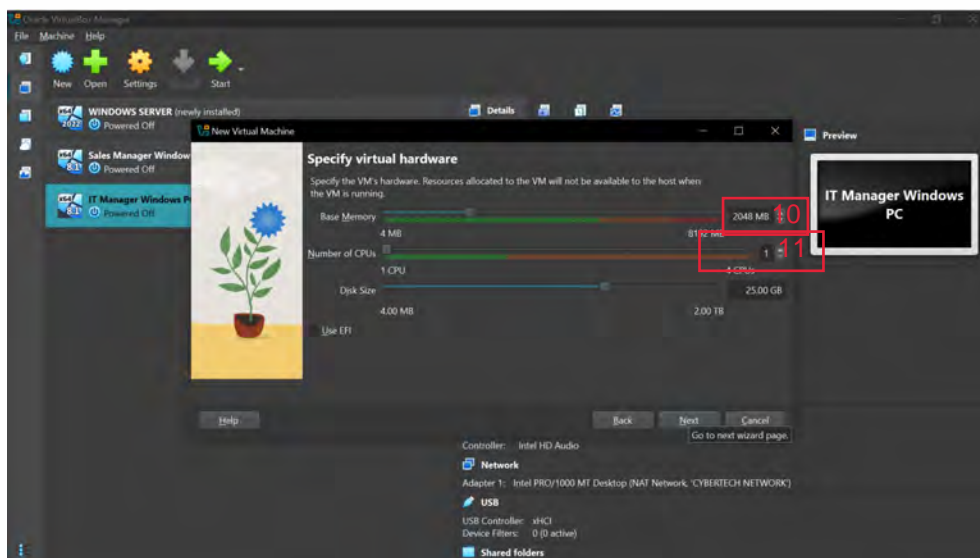 Oracle VirtualBox Manager
File Machine Help
New Open Settings Start
WINDOWS SERVER (newly installed)
Powered Off
Details
New Virtual Machine
Preview
Sales Manager Window
Powered Off
Specify virtual hardware
Specify the VM's hardware. Resources allocated to the VM will not be available to the host when
the VM is running.
IT Manager Windows P
Powered Off
IT Manager Windows
PC
Base Memory 2048 MB 10
4 MB
Number of CPUs 1 11
1 CPU
Disk Size 25.00 GB
4.00 MB 2.00 TB
Use EFI
Help Back Next Cancel
Go to next wizard page.
Controller: Intel HD Audio
Network
Adapter 1: Intel PRO/1000 MT Desktop (NAT Network, 'CYBERTECH NETWORK')
USB
USB Controller: xHCI
Device Filters: 0 (0 active)
Shared folders